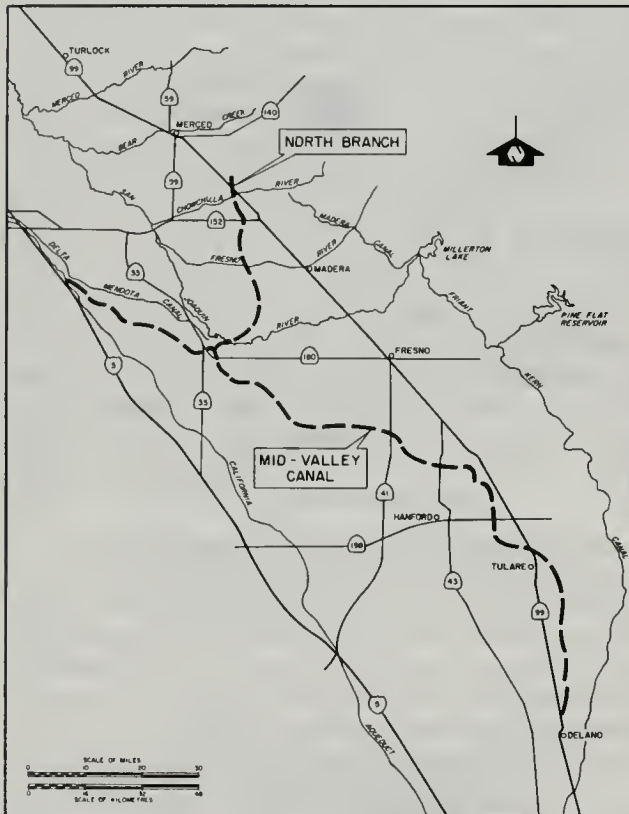 TURLOCK
99
MERCED RIVER
59
MERCED
BEAR CREEK
140
NORTH BRANCH
N
SAN JOAQUIN RIVER
59
CHOWCHILLA RIVER
152
MADERA CANAL
FRESNO RIVER
MADERA
MILLERTON LAKE
DELTA MENDOTA CANAL
33
FRIANT KERN CANAL
PINE FLAT RESERVOIR
5
180
FRESNO
33
MID - VALLEY
CANAL
CALIFORNIA AQUEDUCT
41
HANFORD
198
TULARE
43
99
5
DELANO
SCALE OF MILES
0 10 20 30
0 16 32 48
SCALE OF KILOMETRES